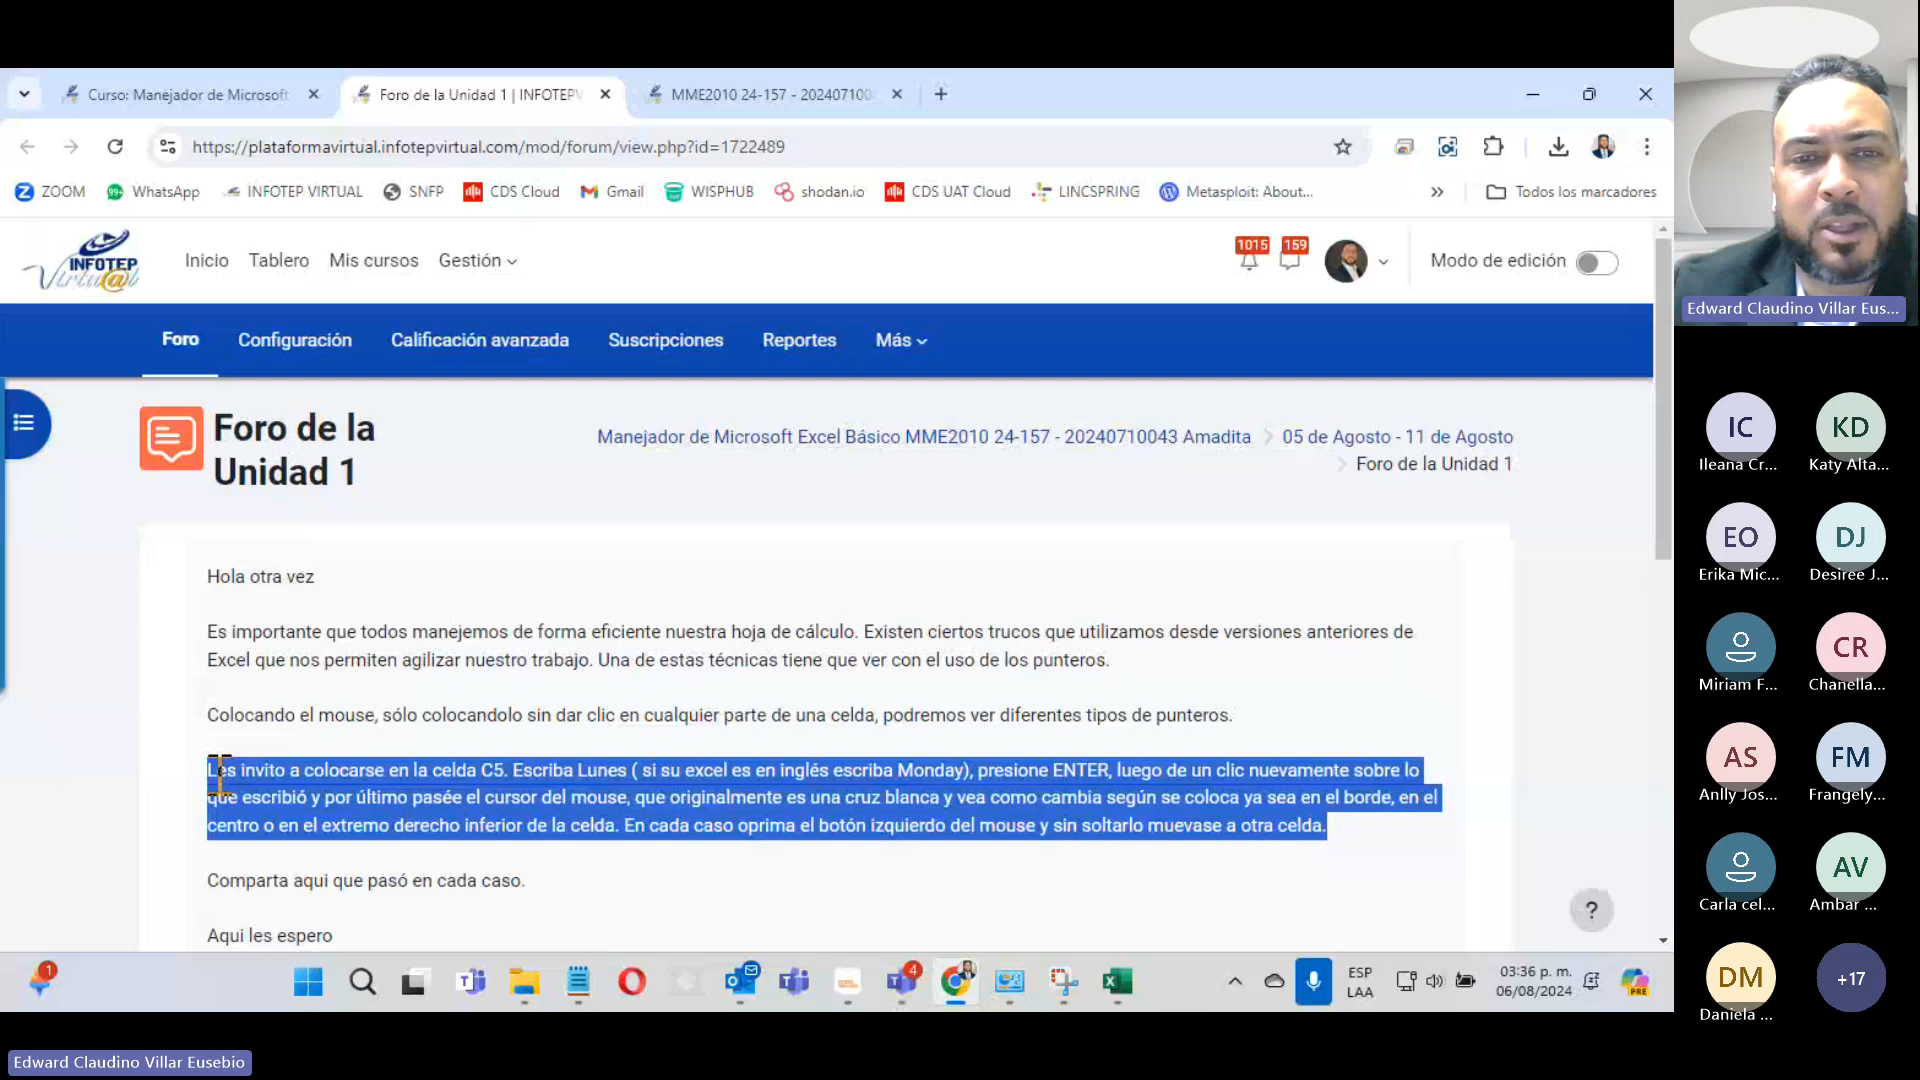 Curso: Manejador de Microsoft
Foro de la Unidad 1 | INFOTEPV
MME2010 24-157 - 202407100
https://plataformavirtual.infotepvirtual.com/mod/forum/view.php?id=1722489
ZOOM
99+
WhatsApp
INFOTEP VIRTUAL
SNFP
CDS Cloud
Gmail
WISPHUB
shodan.io
CDS UAT Cloud
LINCSPRING
Metasploit: About...
»
Todos los marcadores
INFOTEP
Virtu@l
Inicio
Tablero
Mis cursos
Gestión
1015
159
Modo de edición
Foro
Configuración
Calificación avanzada
Suscripciones
Reportes
Más
Foro de la
Unidad 1
Manejador de Microsoft Excel Básico MME2010 24-157 - 20240710043 Amadita
05 de Agosto - 11 de Agosto
Foro de la Unidad 1
Hola otra vez
Es importante que todos manejemos de forma eficiente nuestra hoja de cálculo. Existen ciertos trucos que utilizamos desde versiones anteriores de
Excel que nos permiten agilizar nuestro trabajo. Una de estas técnicas tiene que ver con el uso de los punteros.
Colocando el mouse, sólo colocandolo sin dar clic en cualquier parte de una celda, podremos ver diferentes tipos de punteros.
Les invito a colocarse en la celda C5. Escriba Lunes ( si su excel es en inglés escriba Monday), presione ENTER, luego de un clic nuevamente sobre lo
que escribió y por último pasée el cursor del mouse, que originalmente es una cruz blanca y vea como cambia según se coloca ya sea en el borde, en el
centro o en el extremo derecho inferior de la celda. En cada caso oprima el botón izquierdo del mouse y sin soltarlo muevase a otra celda.
Comparta aqui que pasó en cada caso.
Aqui les espero
?
1
4
ESP
LAA
03:36 p. m.
06/08/2024
PRE
Edward Claudino Villar Eus...
IC
Ileana Cr...
KD
Katy Alta...
EO
Erika Mic...
DJ
Desiree J...
Miriam F...
CR
Chanella...
AS
Anlly Jos...
FM
Frangely...
Carla cel...
AV
Ambar ...
DM
Daniela ...
+17
Edward Claudino Villar Eusebio